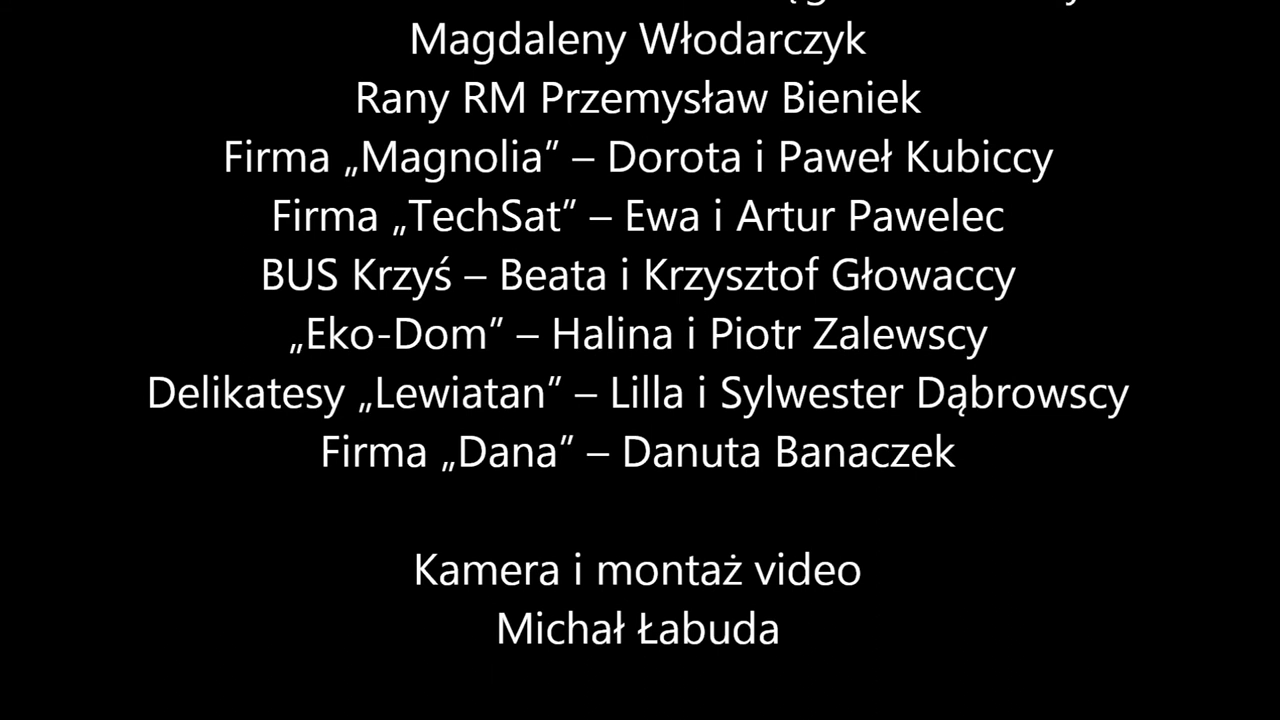 Magdaleny Włodarczyk
Rany RM Przemysław Bieniek
Firma „Magnolia” – Dorota i Paweł Kubiccy
Firma „TechSat” – Ewa i Artur Pawelec
BUS Krzyś – Beata i Krzysztof Głowaccy
„Eko-Dom” – Halina i Piotr Zalewscy
Delikatesy „Lewiatan” – Lilla i Sylwester Dąbrowscy
Firma „Dana” – Danuta Banaczek
Kamera i montaż video
Michał Łabuda